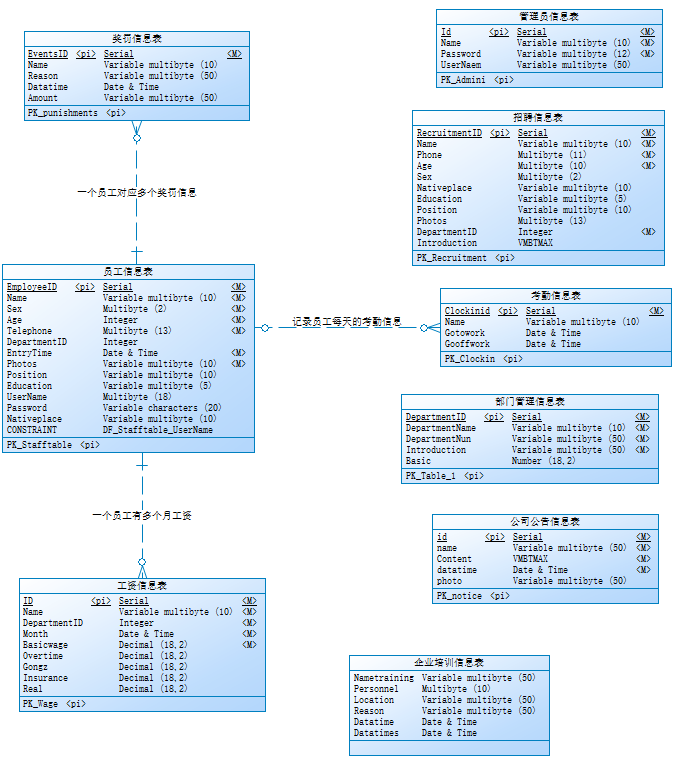 奖罚信息表
EventsID <pi> Serial <M>
Name Variable multibyte (10)
Reason Variable multibyte (50)
Datatime Date & Time
Amount Variable multibyte (50)
PK_punishments <pi>
一个员工对应多个奖罚信息
员工信息表
EmployeeID <pi> Serial <M>
Name Variable multibyte (10) <M>
Sex Multibyte (2) <M>
Age Integer <M>
Telephone Multibyte (13) <M>
DepartmentID Integer
EntryTime Date & Time <M>
Photos Variable multibyte (10) <M>
Position Variable multibyte (10)
Education Variable multibyte (5)
UserName Multibyte (18)
Password Variable characters (20)
Nativeplace Variable multibyte (10)
CONSTRAINT DF_Stafftable_UserName
PK_Stafftable <pi>
一个员工有多个月工资
工资信息表
ID <pi> Serial <M>
Name Variable multibyte (10) <M>
DepartmentID Integer <M>
Month Date & Time <M>
Basicwage Decimal (18,2) <M>
Overtime Decimal (18,2)
Gongz Decimal (18,2)
Insurance Decimal (18,2)
Real Decimal (18,2)
PK_Wage <pi>
管理员信息表
Id <pi> Serial <M>
Name Variable multibyte (10) <M>
Password Variable multibyte (12) <M>
UserNaem Variable multibyte (50)
PK_Admini <pi>
招聘信息表
RecruitmentID <pi> Serial <M>
Name Variable multibyte (10) <M>
Phone Multibyte (11) <M>
Age Multibyte (10) <M>
Sex Multibyte (2)
Nativeplace Variable multibyte (10)
Education Variable multibyte (5)
Position Variable multibyte (10)
Photos Multibyte (13)
DepartmentID Integer <M>
Introduction VMBTMAX
PK_Recruitment <pi>
记录员工每天的考勤信息
考勤信息表
Clockinid <pi> Serial <M>
Name Variable multibyte (10)
Gotowork Date & Time
Gooffwork Date & Time
PK_Clockin <pi>
部门管理信息表
DepartmentID <pi> Serial <M>
DepartmentName Variable multibyte (10) <M>
DepartmentNun Variable multibyte (50) <M>
Introduction Variable multibyte (50) <M>
Basic Number (18,2)
PK_Table_1 <pi>
公司公告信息表
id <pi> Serial <M>
name Variable multibyte (50) <M>
Content VMBTMAX <M>
datatime Date & Time <M>
photo Variable multibyte (50)
PK_notice <pi>
企业培训信息表
Nametraining Variable multibyte (50)
Personnel Multibyte (10)
Location Variable multibyte (50)
Reason Variable multibyte (50)
Datatime Date & Time
Datatimes Date & Time